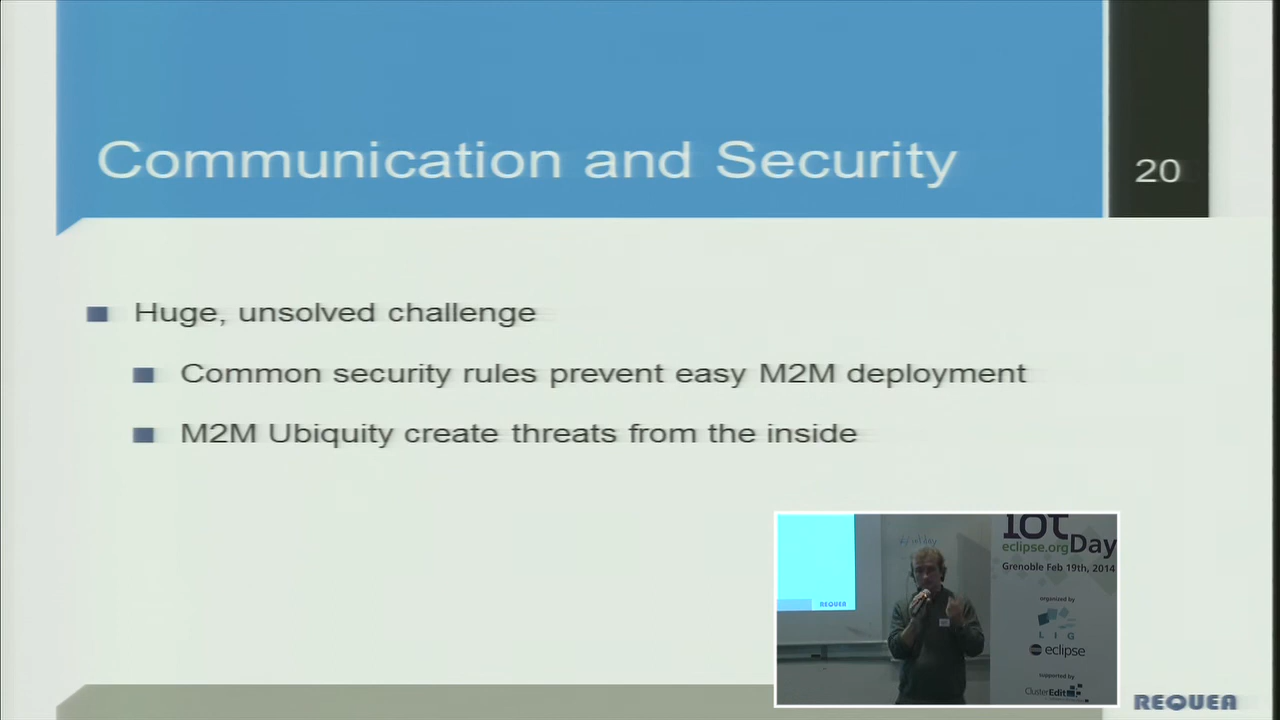 Communication and Security
20
Huge, unsolved challenge
Common security rules prevent easy M2M deployment
M2M Ubiquity create threats from the inside
REQUEA
IoT
eclipse.org Day
Grenoble Feb 19th, 2014
organized by
L I G
eclipse
supported by
ClusterEdit
REQUEA